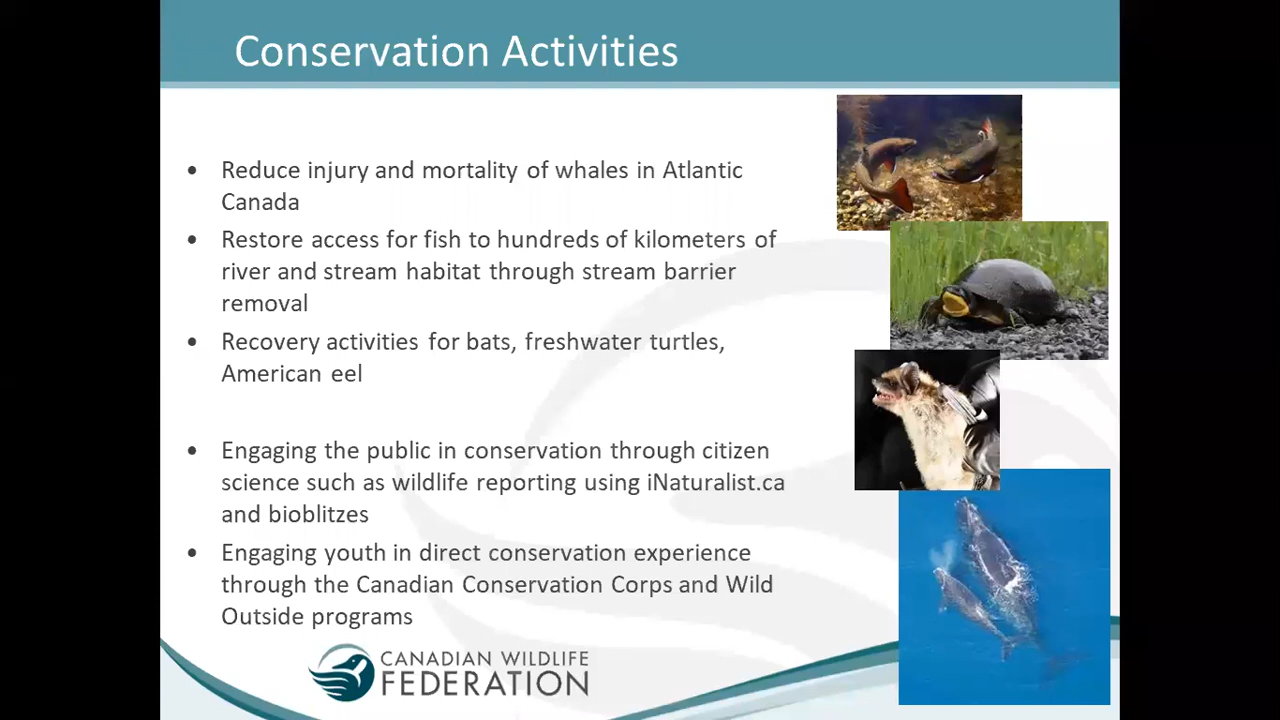 Conservation Activities
• Reduce injury and mortality of whales in Atlantic
Canada
• Restore access for fish to hundreds of kilometers of
river and stream habitat through stream barrier
removal
• Recovery activities for bats, freshwater turtles,
American eel
• Engaging the public in conservation through citizen
science such as wildlife reporting using iNaturalist.ca
and bioblitzes
• Engaging youth in direct conservation experience
through the Canadian Conservation Corps and Wild
Outside programs
CANADIAN WILDLIFE
FEDERATION